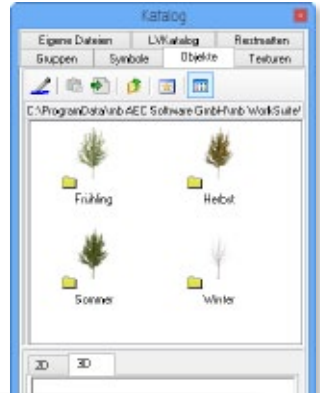 Katalog
Eigene Dateien LVKatalog Restmatten
Gruppen Symbole Objekte Texturen
C:\ProgramData\mb AEC Software GmbH\mb WorkSuite
Frühling Herbst
Sommer Winter
2D 3D